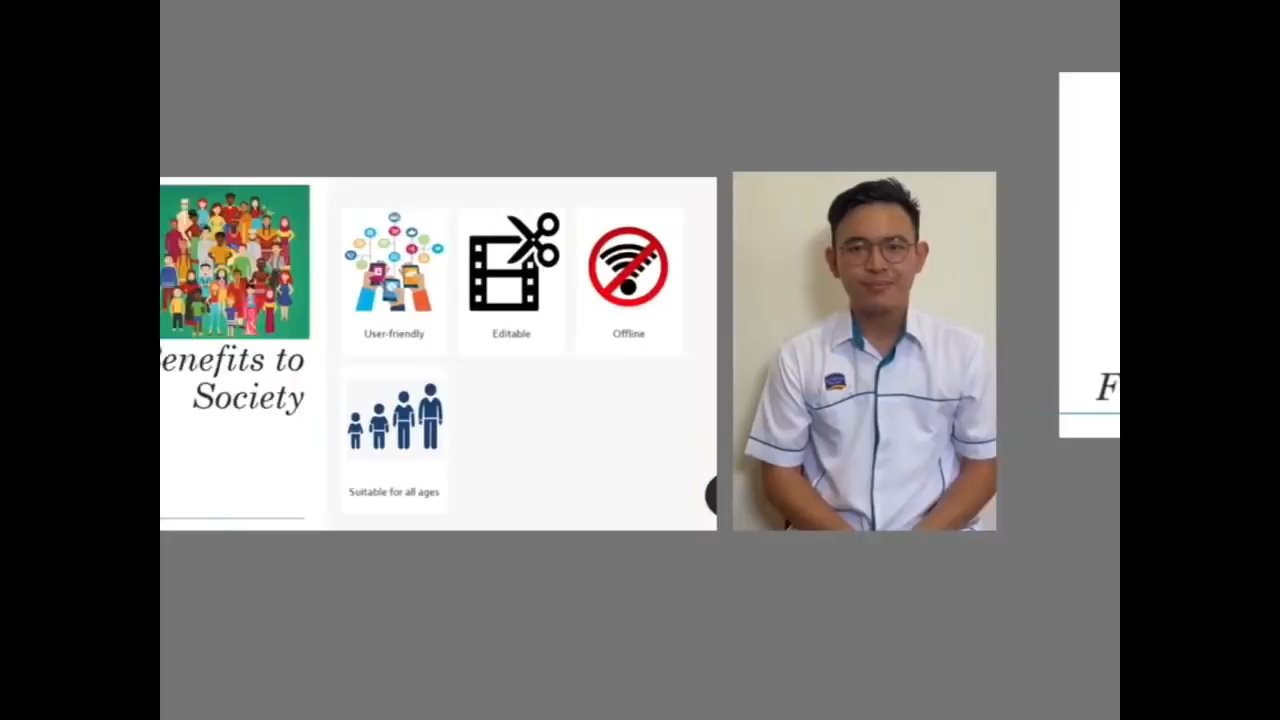 enefits to
Society
User-friendly
Editable
Offline
Suitable for all ages
F